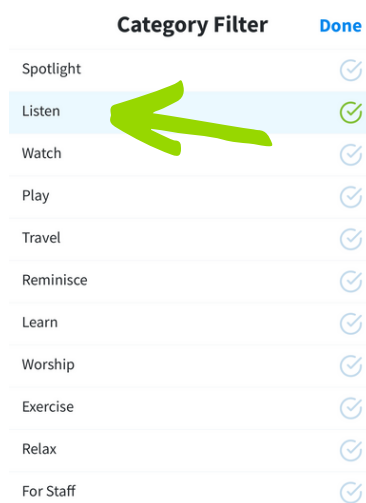 Category Filter Done
Spotlight
Listen
Watch
Play
Travel
Reminisce
Learn
Worship
Exercise
Relax
For Staff